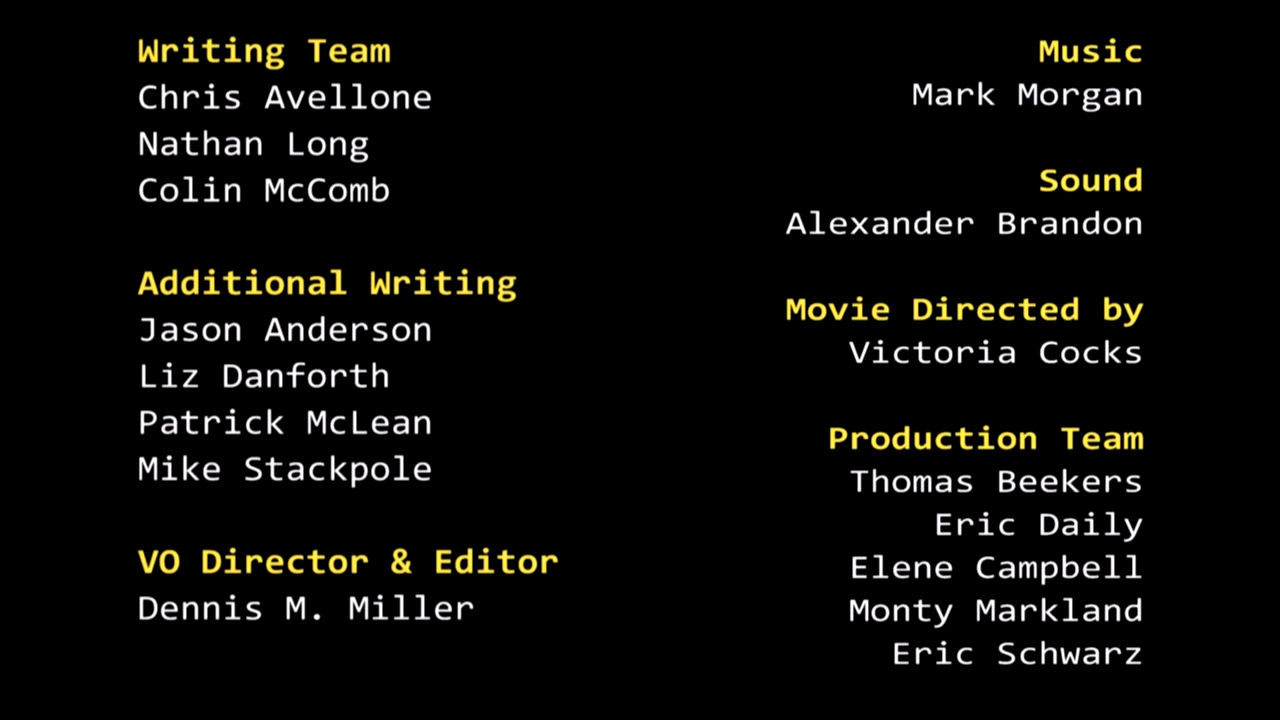 Writing Team
Chris Avellone
Nathan Long
Colin McComb
Additional Writing
Jason Anderson
Liz Danforth
Patrick McLean
Mike Stackpole
VO Director & Editor
Dennis M. Miller
Music
Mark Morgan
Sound
Alexander Brandon
Movie Directed by
Victoria Cocks
Production Team
Thomas Beekers
Eric Daily
Elene Campbell
Monty Markland
Eric Schwarz